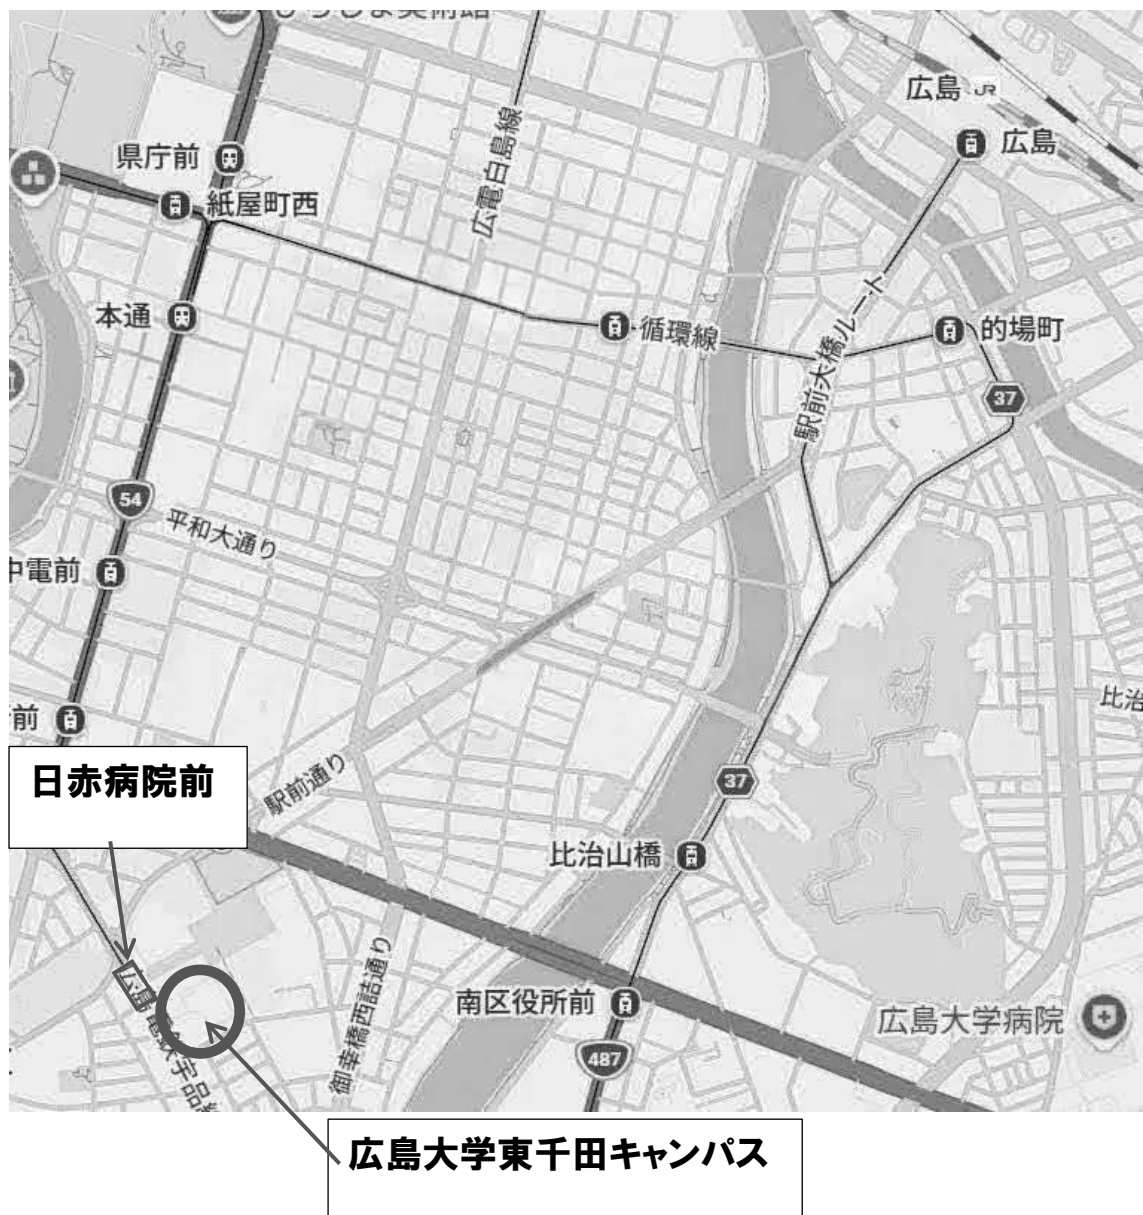 広島 JR
広島
県庁前
紙屋町西
広電白島線
本通
循環線
的場町
駅前大橋ルート
37
54
平和大通り
中電前
前
比治
日赤病院前
駅前通り
37
比治山橋
御幸橋西詰通り
南区役所前
広島大学病院
487
広島大学東千田キャンパス